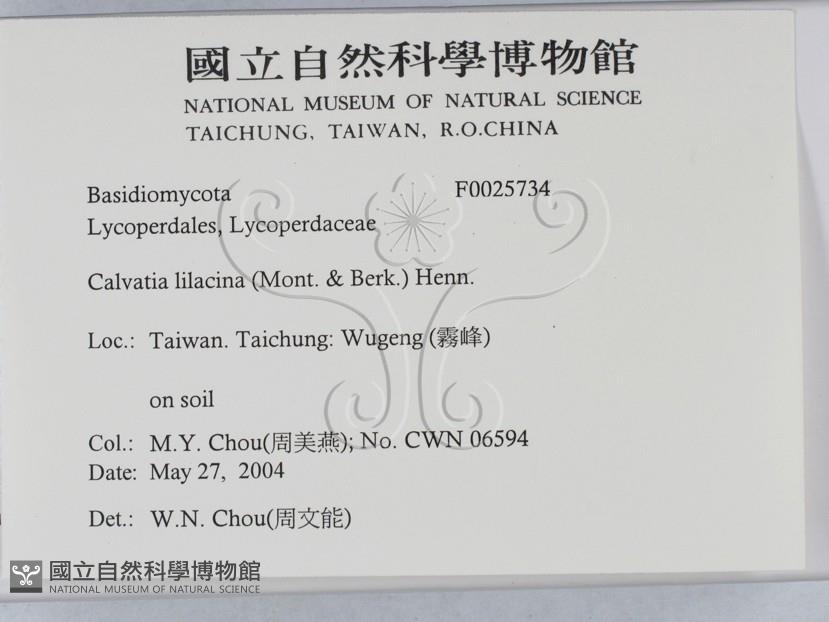 國立自然科學博物館
NATIONAL MUSEUM OF NATURAL SCIENCE
TAICHUNG, TAIWAN, R.O.CHINA
Basidiomycota F0025734
Lycoperdales, Lycoperdaceae
Calvatia lilacina (Mont. & Berk.) Henn.
Loc.: Taiwan. Taichung: Wugeng (霧峰)
on soil
Col.: M.Y. Chou(周美燕); No. CWN 06594
Date: May 27, 2004
Det.: W.N. Chou(周文能)
國立自然科學博物館
NATIONAL MUSEUM OF NATURAL SCIENCE